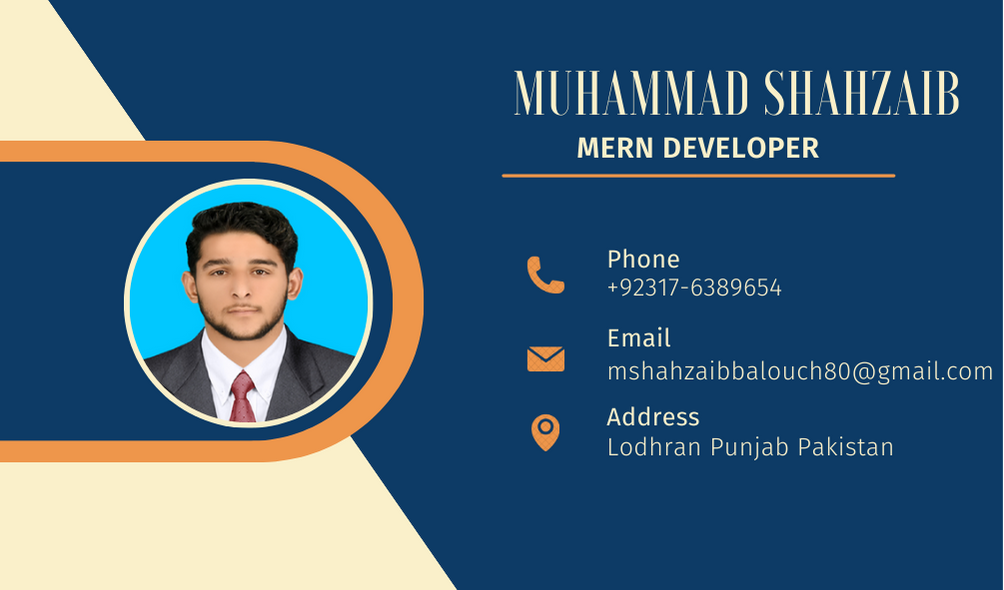 MUHAMMAD SHAHZAIB
MERN DEVELOPER
Phone
+92317-6389654
Email
mshahzaibbalouch80@gmail.com
Address
Lodhran Punjab Pakistan